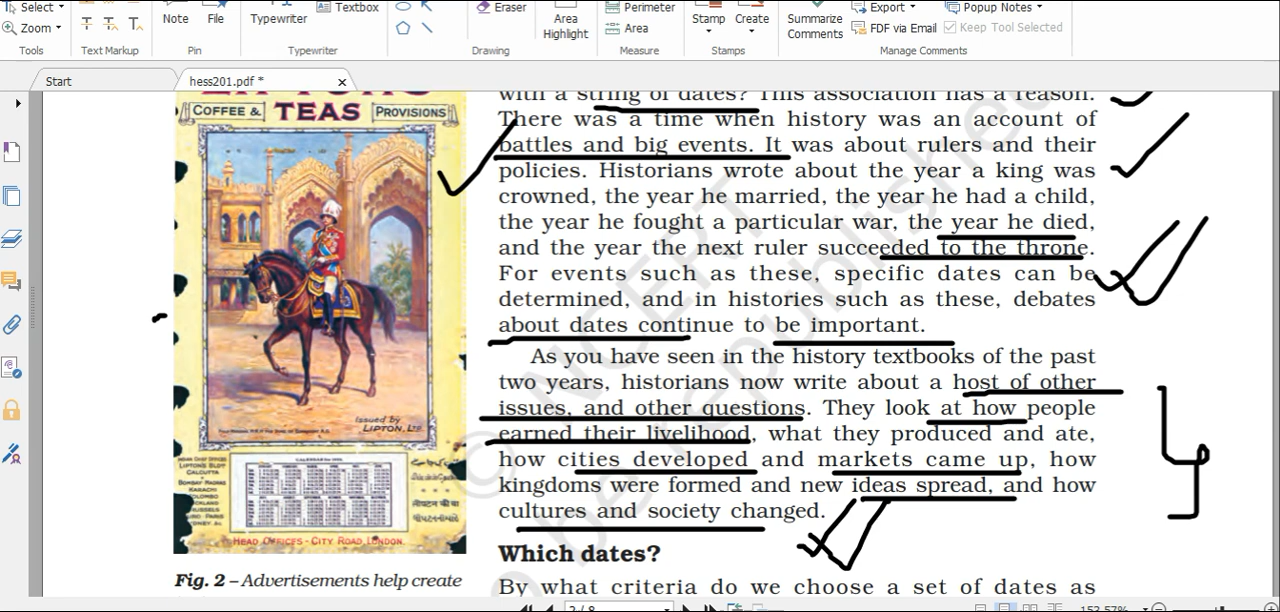 Select
Note
File
Typewriter
Textbox
Eraser
Area
Highlight
Perimeter
Area
Stamp
Create
Summarize
Comments
Export
Popup Notes
Zoom
FDF via Email
Keep Tool Selected
Tools
Text Markup
Pin
Typewriter
Drawing
Measure
Stamps
Manage Comments
Start
hess201.pdf *
COFFEE & TEAS PROVISIONS
Issued by
LIPTON, LTD.
CALCUTTA
BOMBAY
KARACHI
HEAD OFFICES - CITY ROAD, LONDON.
Fig. 2 – Advertisements help create
with a string of dates? This association has a reason.
There was a time when history was an account of
battles and big events. It was about rulers and their
policies. Historians wrote about the year a king was
crowned, the year he married, the year he had a child,
the year he fought a particular war, the year he died,
and the year the next ruler succeeded to the throne.
For events such as these, specific dates can be
determined, and in histories such as these, debates
about dates continue to be important.
As you have seen in the history textbooks of the past
two years, historians now write about a host of other
issues, and other questions. They look at how people
earned their livelihood, what they produced and ate,
how cities developed and markets came up, how
kingdoms were formed and new ideas spread, and how
cultures and society changed.
Which dates?
By what criteria do we choose a set of dates as
© NCERT
be republished
2 / 8
153.57%